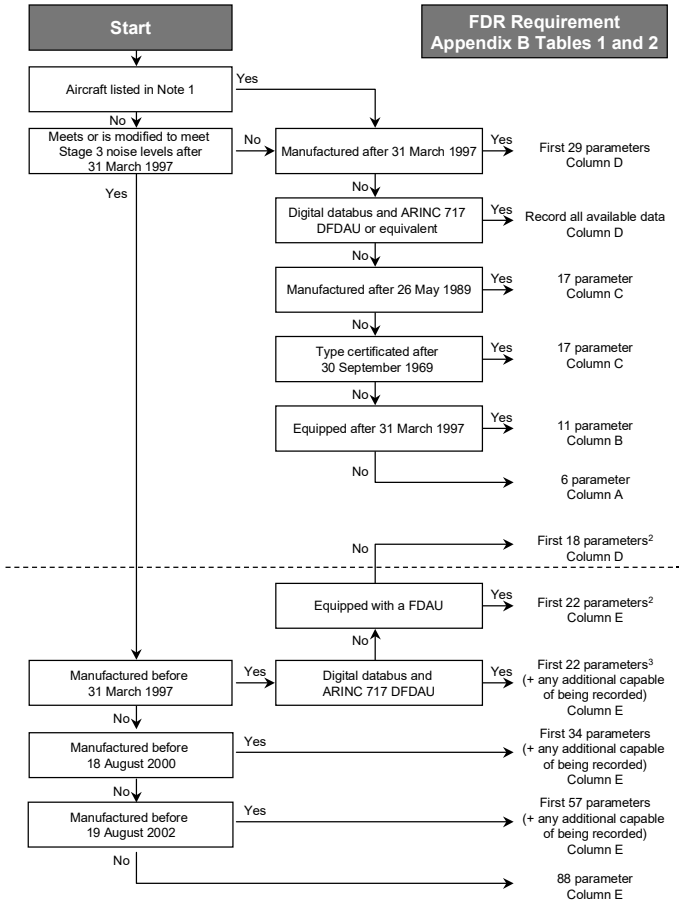 Start
FDR Requirement
Appendix B Tables 1 and 2
Aircraft listed in Note 1
Yes
No
Meets or is modified to meet
Stage 3 noise levels after
31 March 1997
No
Yes
Manufactured after 31 March 1997
Yes
First 29 parameters
Column D
No
Digital databus and ARINC 717
DFDAU or equivalent
Yes
Record all available data
Column D
No
Manufactured after 26 May 1989
Yes
17 parameter
Column C
No
Type certificated after
30 September 1969
Yes
17 parameter
Column C
No
Equipped after 31 March 1997
Yes
11 parameter
Column B
No
6 parameter
Column A
No
First 18 parameters²
Column D
Equipped with a FDAU
Yes
First 22 parameters²
Column E
No
Manufactured before
31 March 1997
Yes
Digital databus and
ARINC 717 DFDAU
Yes
First 22 parameters³
(+ any additional capable
of being recorded)
Column E
No
Manufactured before
18 August 2000
Yes
First 34 parameters
(+ any additional capable
of being recorded)
Column E
No
Manufactured before
19 August 2002
Yes
First 57 parameters
(+ any additional capable
of being recorded)
Column E
No
88 parameter
Column E